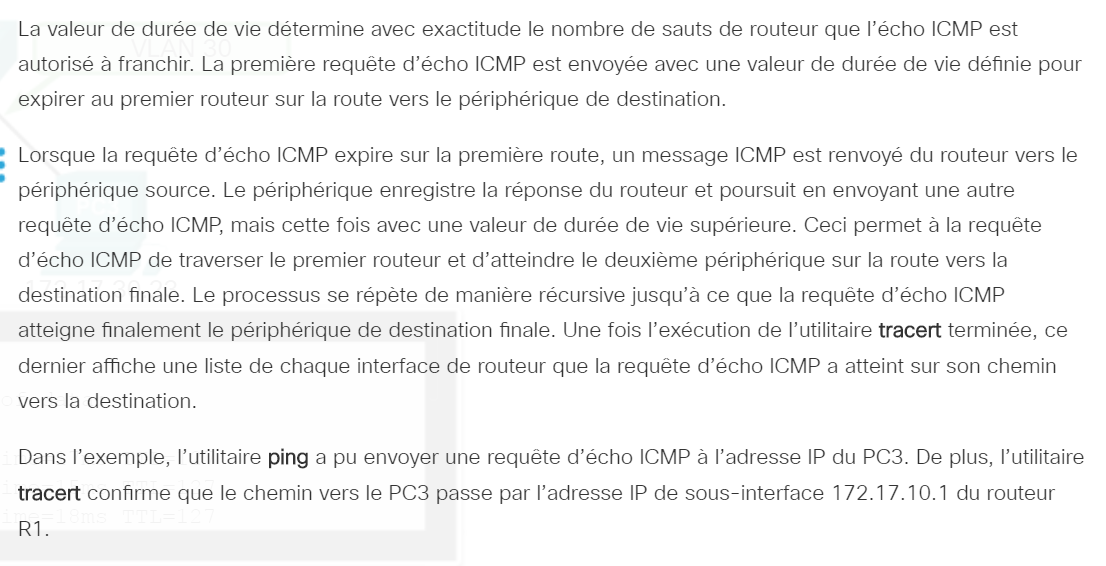 La valeur de durée de vie détermine avec exactitude le nombre de sauts de routeur que l’écho ICMP est
autorisé à franchir. La première requête d’écho ICMP est envoyée avec une valeur de durée de vie définie pour
expirer au premier routeur sur la route vers le périphérique de destination.
Lorsque la requête d’écho ICMP expire sur la première route, un message ICMP est renvoyé du routeur vers le
périphérique source. Le périphérique enregistre la réponse du routeur et poursuit en envoyant une autre
requête d’écho ICMP, mais cette fois avec une valeur de durée de vie supérieure. Ceci permet à la requête
d’écho ICMP de traverser le premier routeur et d’atteindre le deuxième périphérique sur la route vers la
destination finale. Le processus se répète de manière récursive jusqu’à ce que la requête d’écho ICMP
atteigne finalement le périphérique de destination finale. Une fois l’exécution de l’utilitaire tracert terminée, ce
dernier affiche une liste de chaque interface de routeur que la requête d’écho ICMP a atteint sur son chemin
vers la destination.
Dans l’exemple, l’utilitaire ping a pu envoyer une requête d’écho ICMP à l’adresse IP du PC3. De plus, l’utilitaire
tracert confirme que le chemin vers le PC3 passe par l’adresse IP de sous-interface 172.17.10.1 du routeur
R1.
VLAN 30
ime=18ms TTL=127